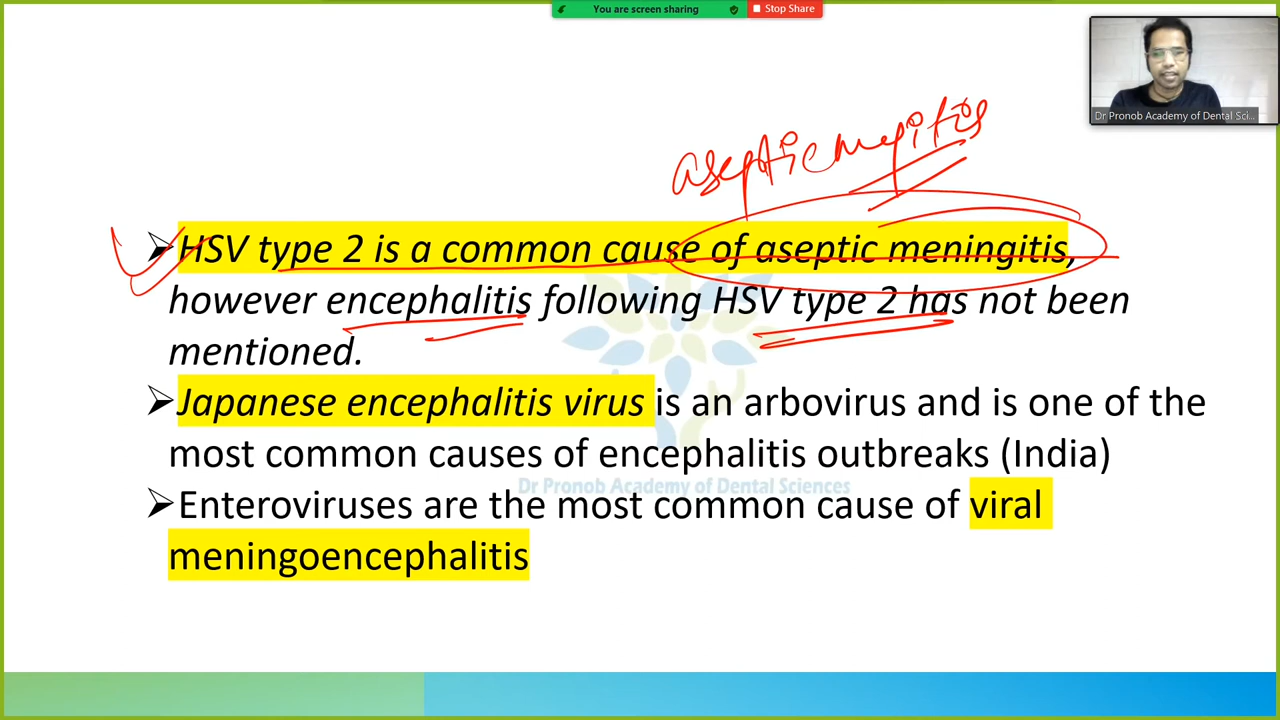 You are screen sharing
Stop Share
Dr Pronob Academy of Dental Sci...
aseptic
➢HSV type 2 is a common cause of aseptic meningitis,
however encephalitis following HSV type 2 has not been
mentioned.
➢Japanese encephalitis virus is an arbovirus and is one of the
most common causes of encephalitis outbreaks (India)
Dr Pronob Academy of Dental Sciences
➢Enteroviruses are the most common cause of viral
meningoencephalitis